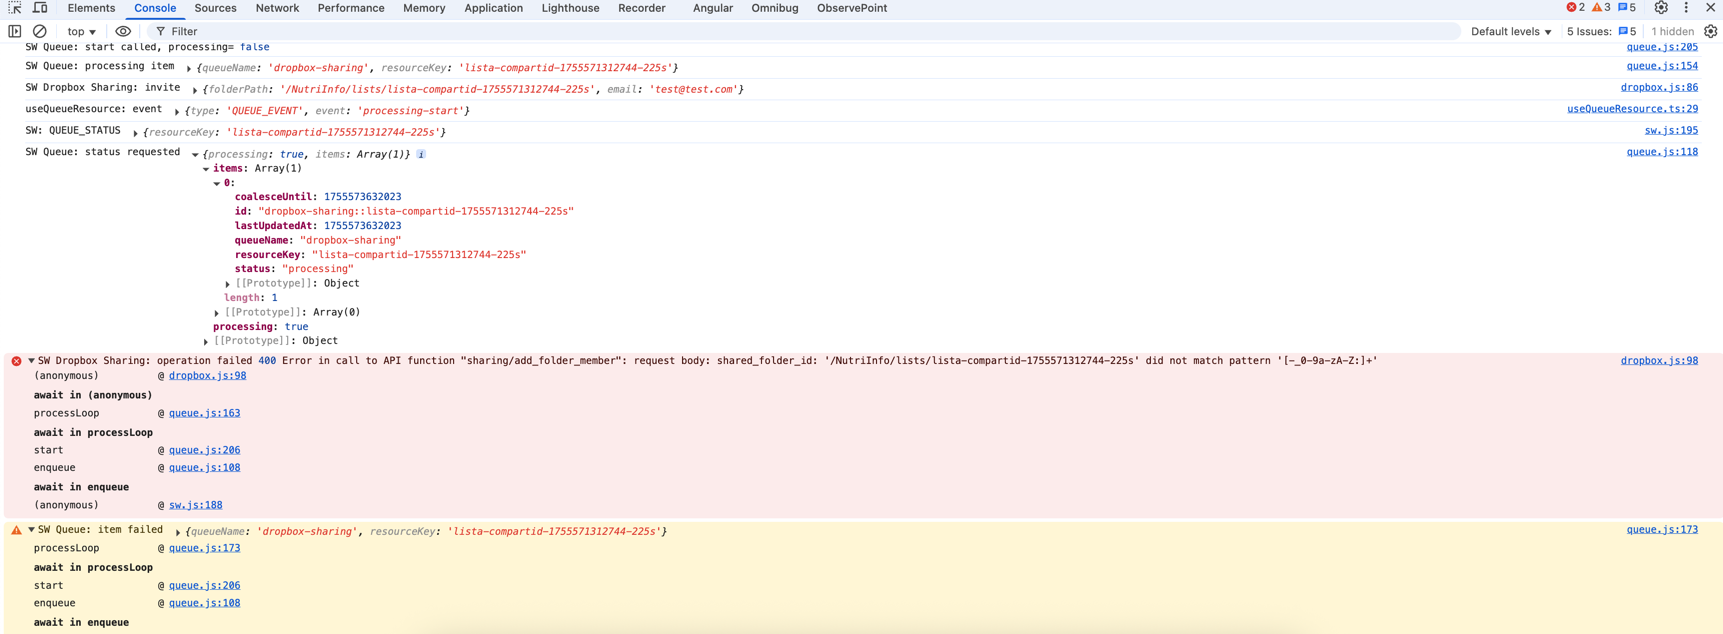 Elements Console Sources Network Performance Memory Application Lighthouse Recorder Angular Omnibug ObservePoint 2 3 5
top Filter Default levels 5 Issues: 5 1 hidden
SW Queue: start called, processing= false queue.js:205
SW Queue: processing item {queueName: 'dropbox-sharing', resourceKey: 'lista-compartid-1755571312744-225s'} queue.js:154
SW Dropbox Sharing: invite {folderPath: '/NutriInfo/lists/lista-compartid-1755571312744-225s', email: 'test@test.com'} dropbox.js:86
useQueueResource: event {type: 'QUEUE_EVENT', event: 'processing-start'} useQueueResource.ts:29
SW: QUEUE_STATUS {resourceKey: 'lista-compartid-1755571312744-225s'} sw.js:195
SW Queue: status requested {processing: true, items: Array(1)} i queue.js:118
items: Array(1)
0:
coalesceUntil: 1755573632023
id: "dropbox-sharing::lista-compartid-1755571312744-225s"
lastUpdatedAt: 1755573632023
queueName: "dropbox-sharing"
resourceKey: "lista-compartid-1755571312744-225s"
status: "processing"
[[Prototype]]: Object
length: 1
[[Prototype]]: Array(0)
processing: true
[[Prototype]]: Object
SW Dropbox Sharing: operation failed 400 Error in call to API function "sharing/add_folder_member": request body: shared_folder_id: '/NutriInfo/lists/lista-compartid-1755571312744-225s' did not match pattern '[-_0-9a-zA-Z:]+' dropbox.js:98
(anonymous) @ dropbox.js:98
await in (anonymous)
processLoop @ queue.js:163
await in processLoop
start @ queue.js:206
enqueue @ queue.js:108
await in enqueue
(anonymous) @ sw.js:188
SW Queue: item failed {queueName: 'dropbox-sharing', resourceKey: 'lista-compartid-1755571312744-225s'} queue.js:173
processLoop @ queue.js:173
await in processLoop
start @ queue.js:206
enqueue @ queue.js:108
await in enqueue